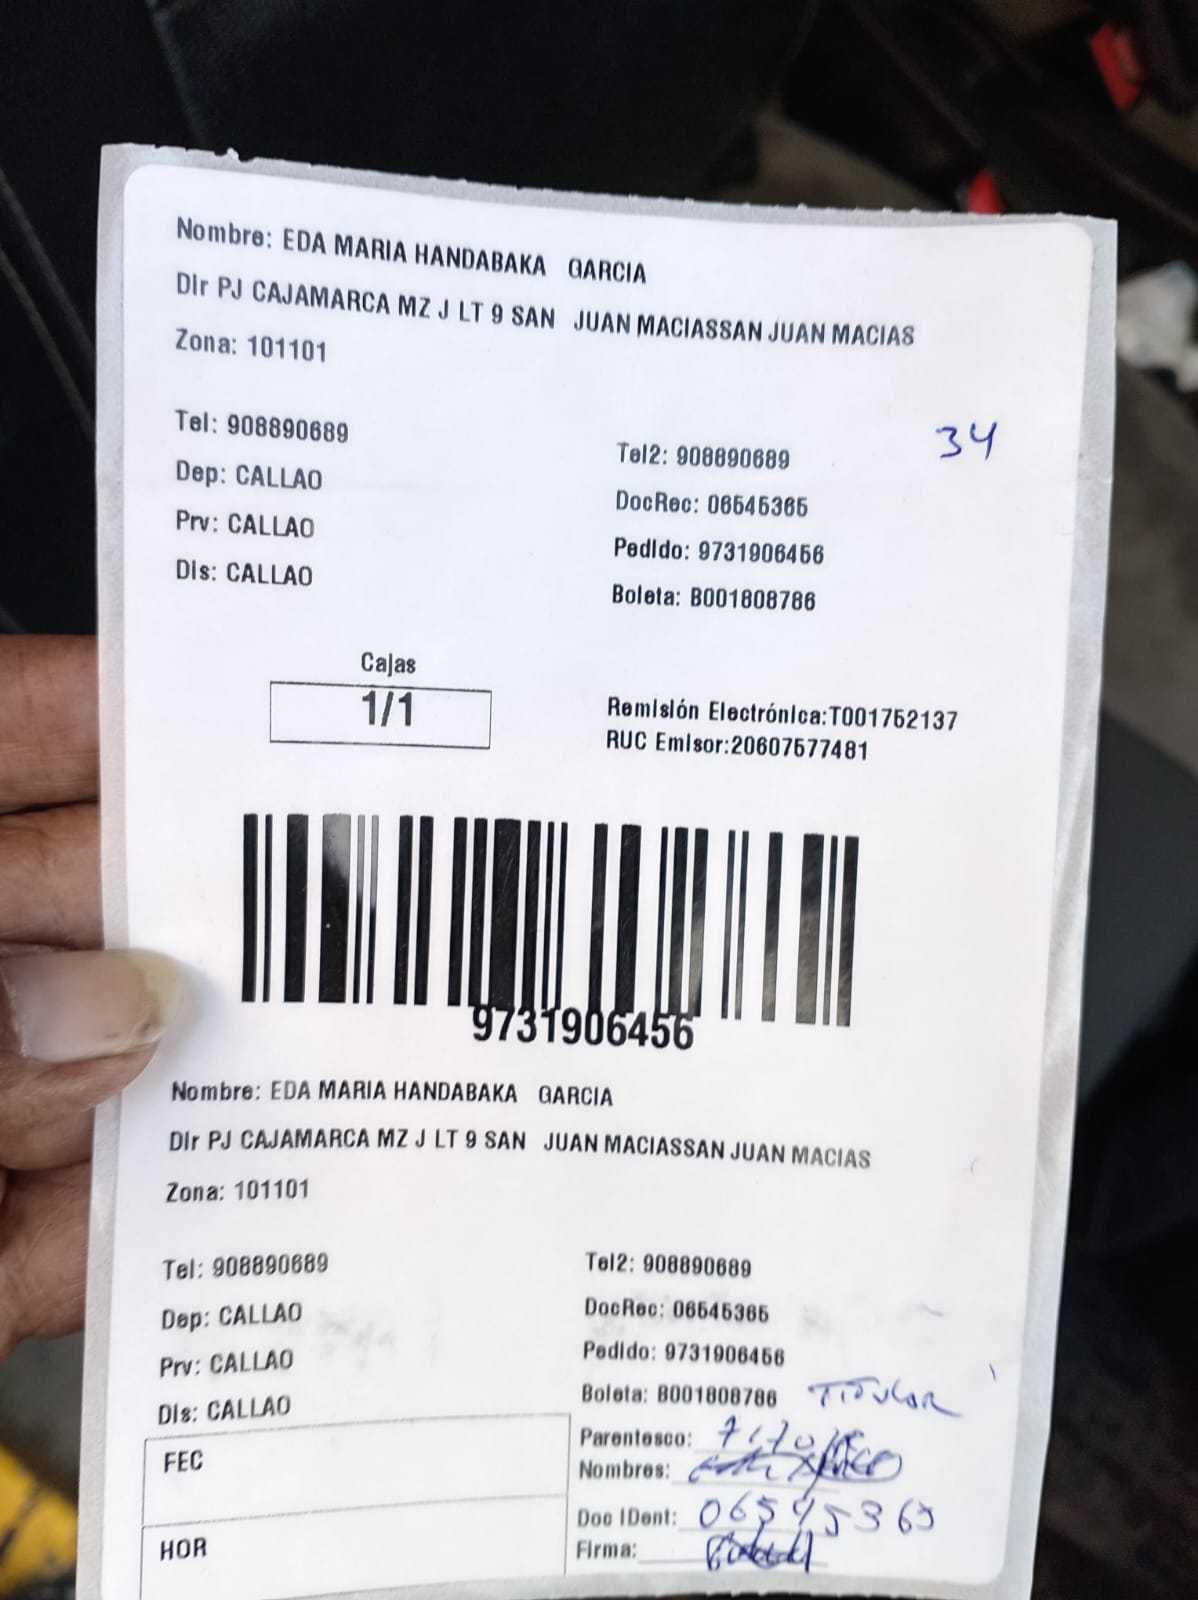 Nombre: EDA MARIA HANDABAKA GARCIA
Dir PJ CAJAMARCA MZ J LT 9 SAN JUAN MACIASSAN JUAN MACIAS
Zona: 101101
34
Tel: 908890689
Tel2: 908890689
Dep: CALLAO
DocRec: 06545365
Prv: CALLAO
Pedido: 9731906456
Dis: CALLAO
Boleta: B001808786
Cajas
1/1
Remisión Electrónica:T001752137
RUC Emisor:20607577481
9731906456
Nombre: EDA MARIA HANDABAKA GARCIA
Dir PJ CAJAMARCA MZ J LT 9 SAN JUAN MACIASSAN JUAN MACIAS
Zona: 101101
Tel: 908890689
Tel2: 908890689
Dep: CALLAO
DocRec: 06545365
Prv: CALLAO
Pedido: 9731906456
Dis: CALLAO
Boleta: B001808786
TITULAR
FEC
Parentesco:
Nombres:
Doc IDent: 06545365
HOR
Firma: